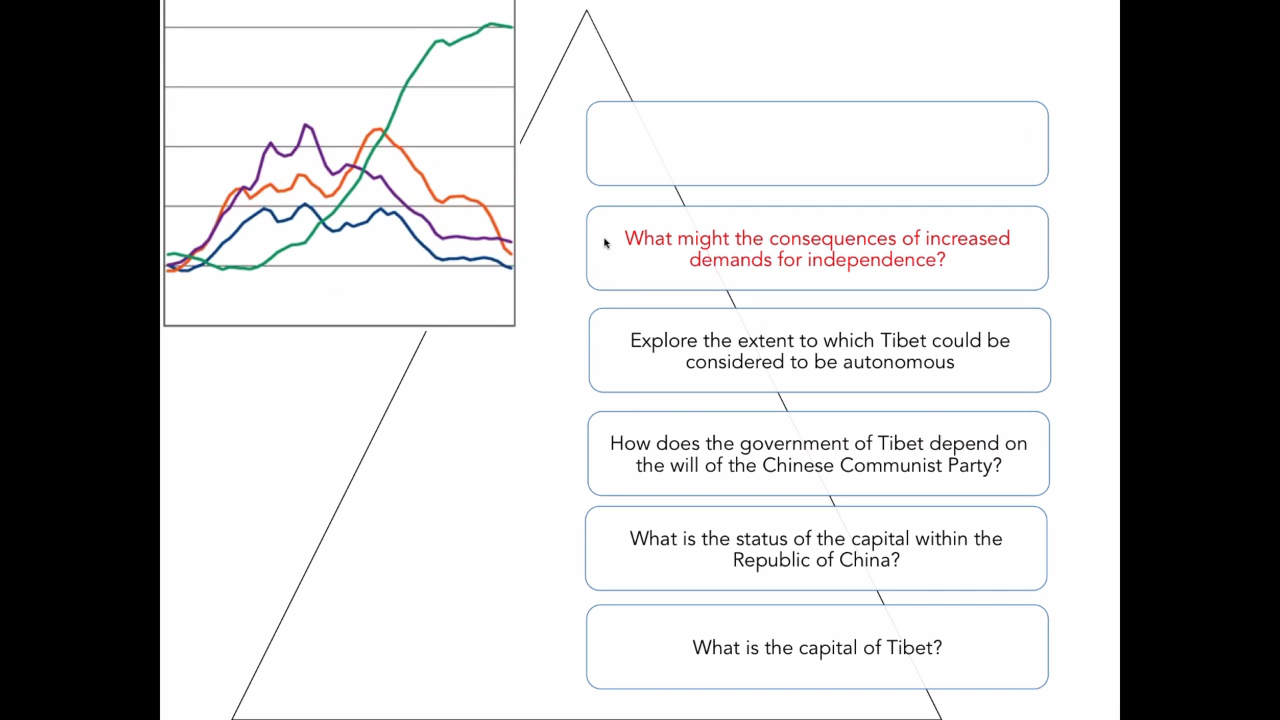 What might the consequences of increased
demands for independence?
Explore the extent to which Tibet could be
considered to be autonomous
How does the government of Tibet depend on
the will of the Chinese Communist Party?
What is the status of the capital within the
Republic of China?
What is the capital of Tibet?